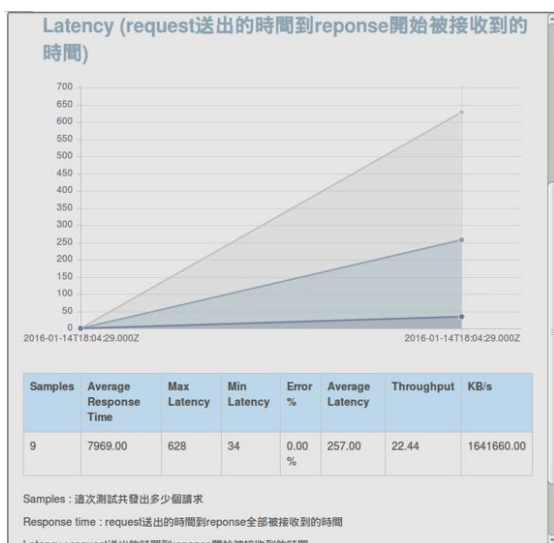 Latency (request送出的時間到reponse開始被接收到的
時間)
700
650
600
550
500
450
400
350
300
250
200
150
100
50
0
2016-01-14T18:04:29.000Z 2016-01-14T18:04:29.000Z
Samples Average Response Time Max Latency Min Latency Error % Average Latency Throughput KB/s
9 7969.00 628 34 0.00 % 257.00 22.44 1641660.00
Samples : 這次測試共發出多少個請求
Response time : request送出的時間到reponse全部被接收到的時間